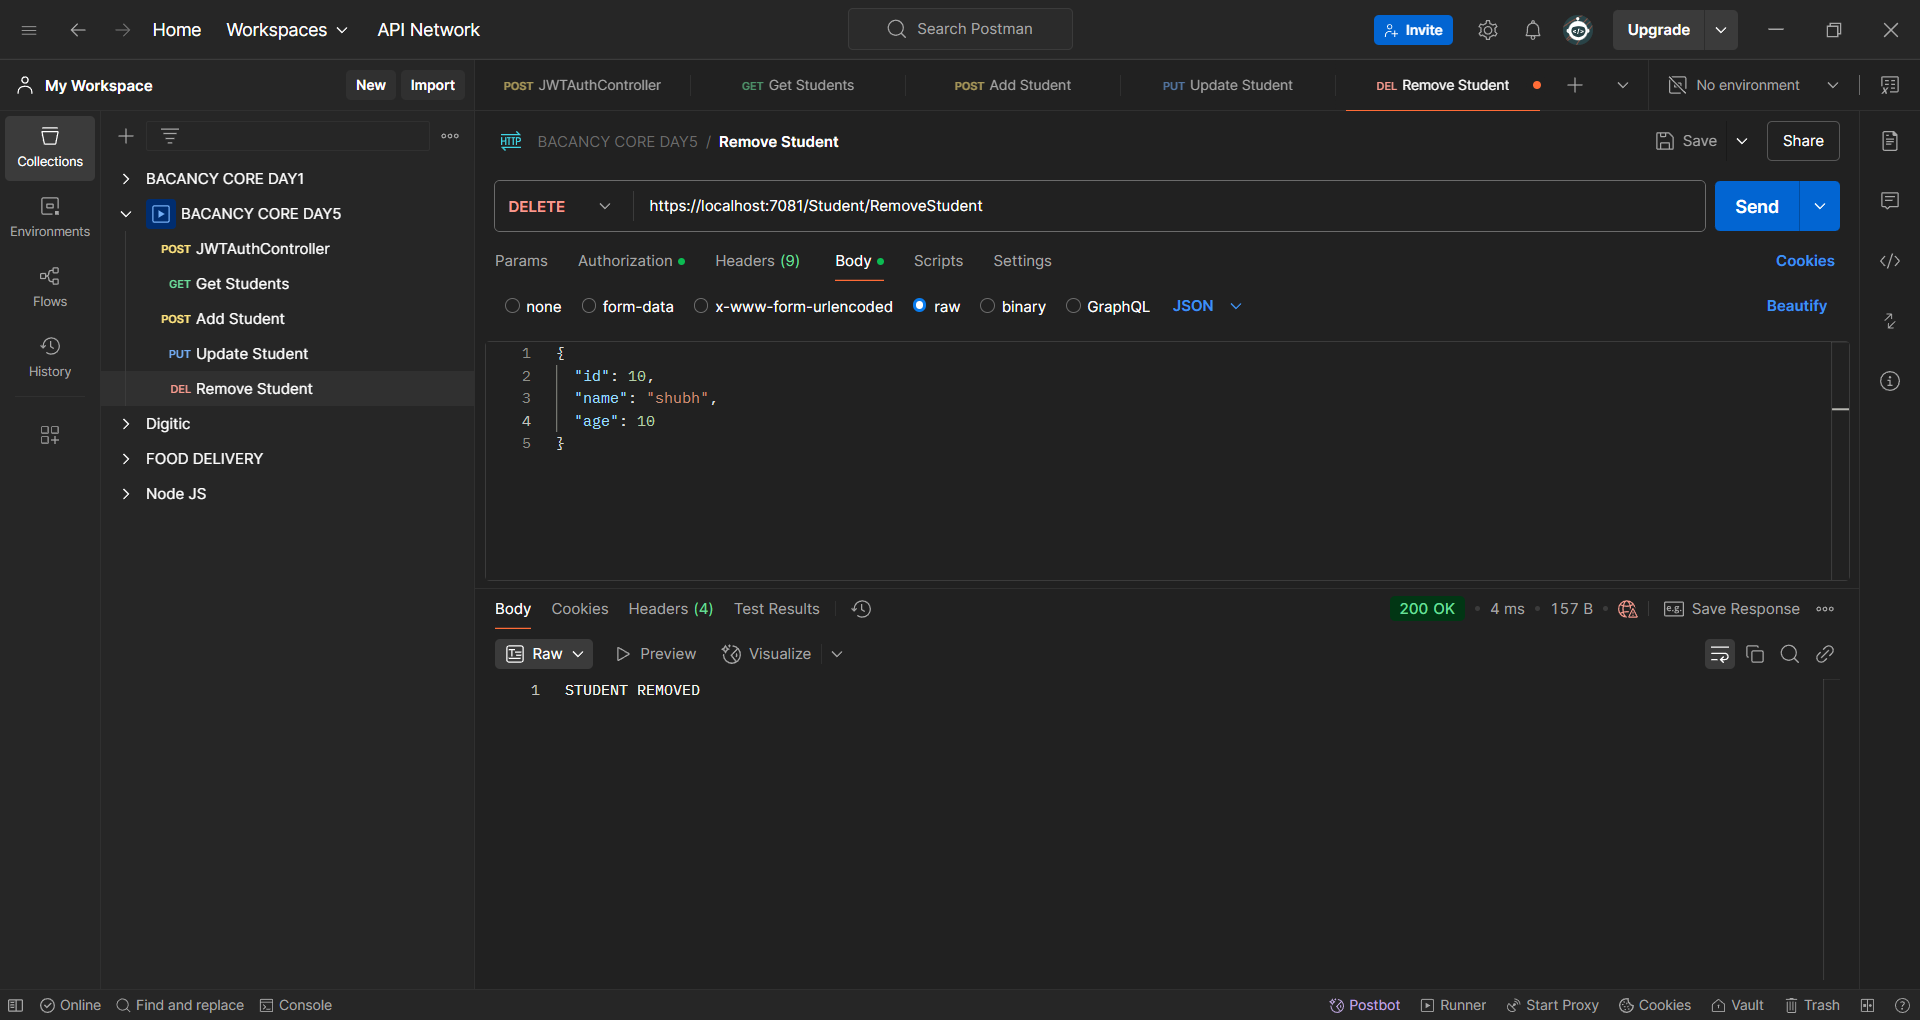 Home Workspaces API Network Search Postman Invite Upgrade
My Workspace New Import POST JWTAuthController GET Get Students POST Add Student PUT Update Student DEL Remove Student No environment
Collections
Environments
Flows
History
BACANCY CORE DAY1
BACANCY CORE DAY5
POST JWTAuthController
GET Get Students
POST Add Student
PUT Update Student
DEL Remove Student
Digitic
FOOD DELIVERY
Node JS
HTTP BACANCY CORE DAY5 / Remove Student Save Share
DELETE https://localhost:7081/Student/RemoveStudent Send
Params Authorization Headers (9) Body Scripts Settings Cookies
none form-data x-www-form-urlencoded raw binary GraphQL JSON Beautify
1 {
2 "id": 10,
3 "name": "shubh",
4 "age": 10
5 }
Body Cookies Headers (4) Test Results 200 OK • 4 ms • 157 B • e.g. Save Response
Raw Preview Visualize
1 STUDENT REMOVED
Online Find and replace Console Postbot Runner Start Proxy Cookies Vault Trash